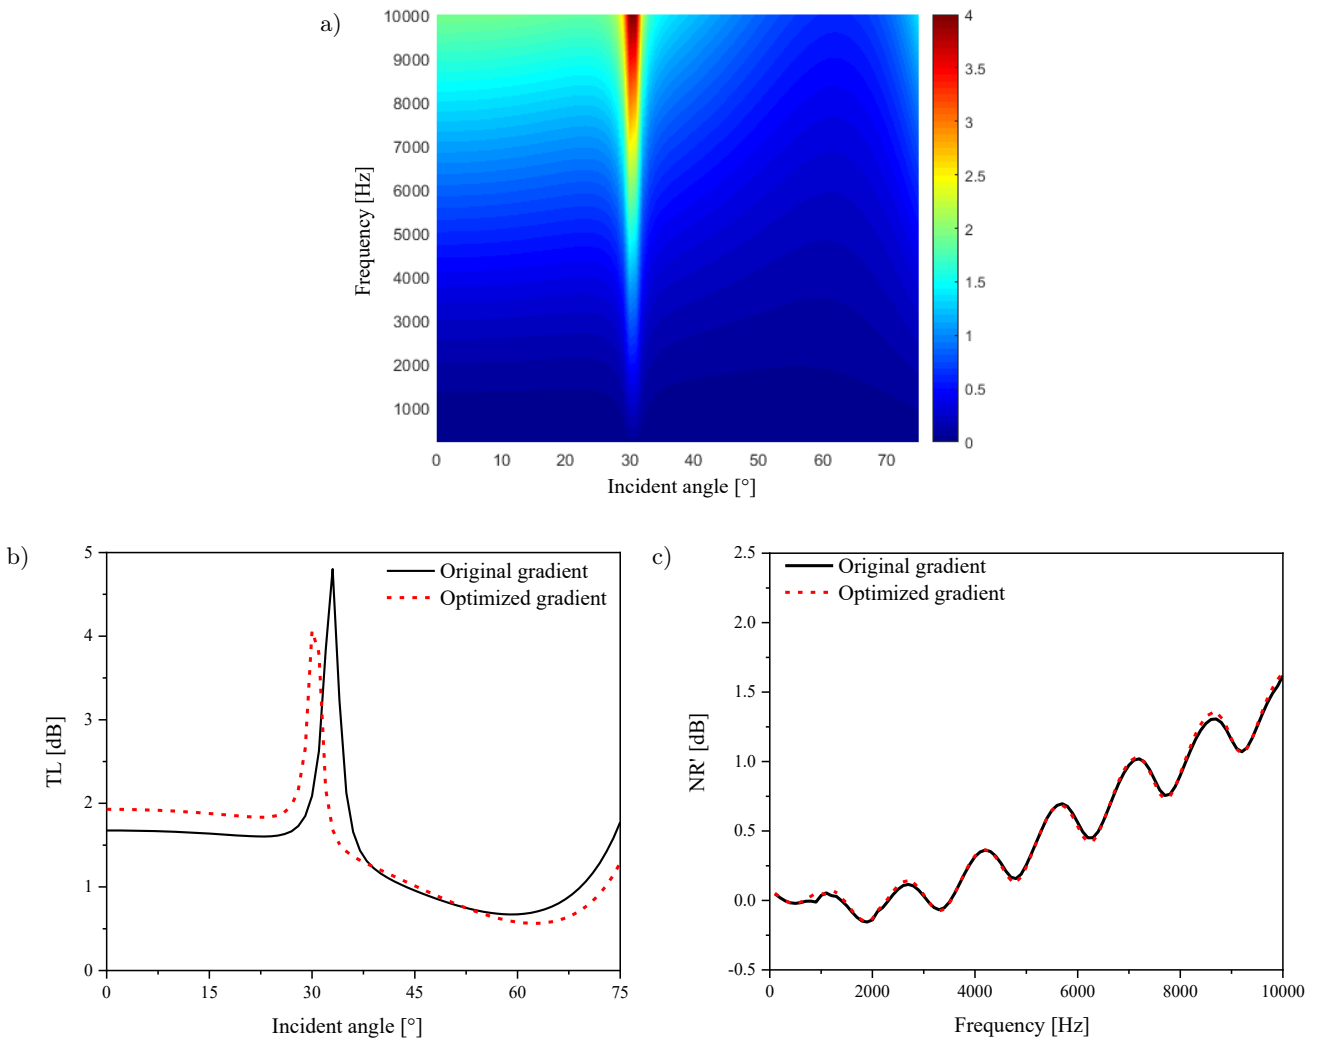 a)
Frequency [Hz]
10000
9000
8000
7000
6000
5000
4000
3000
2000
1000
0 10 20 30 40 50 60 70
Incident angle [°]
4
3.5
3
2.5
2
1.5
1
0.5
0
b)
TL [dB]
5
4
3
2
1
0
Original gradient
Optimized gradient
0 15 30 45 60 75
Incident angle [°]
c)
NR' [dB]
2.5
2.0
1.5
1.0
0.5
0.0
-0.5
Original gradient
Optimized gradient
0 2000 4000 6000 8000 10000
Frequency [Hz]